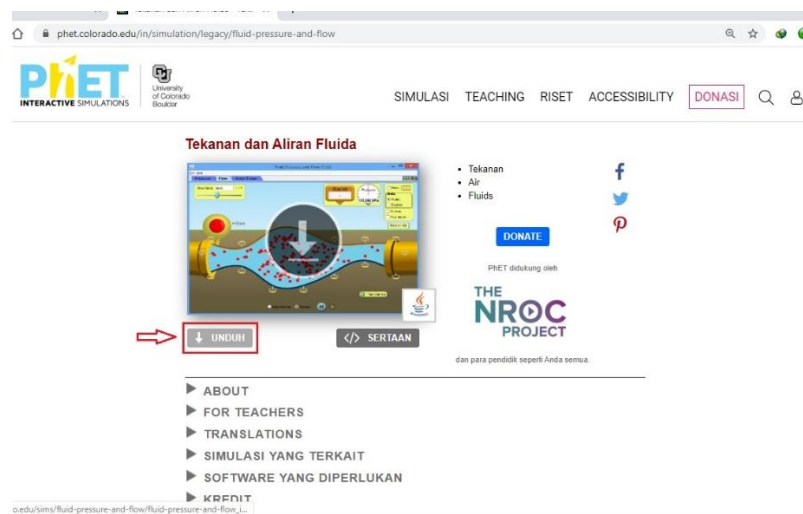 phet.colorado.edu/in/simulation/legacy/fluid-pressure-and-flow
PhET
INTERACTIVE SIMULATIONS
University
of Colorado
Boulder
SIMULASI TEACHING RISET ACCESSIBILITY DONASI
Tekanan dan Aliran Fluida
• Tekanan
• Air
• Fluids
DONATE
PhET didukung oleh
THE
NROC
PROJECT
UNDUH
</> SERTAAN
dan para pendidik seperti Anda semua.
ABOUT
FOR TEACHERS
TRANSLATIONS
SIMULASI YANG TERKAIT
SOFTWARE YANG DIPERLUKAN
KREDIT
o.edu/sims/fluid-pressure-and-flow/fluid-pressure-and-flow_i...